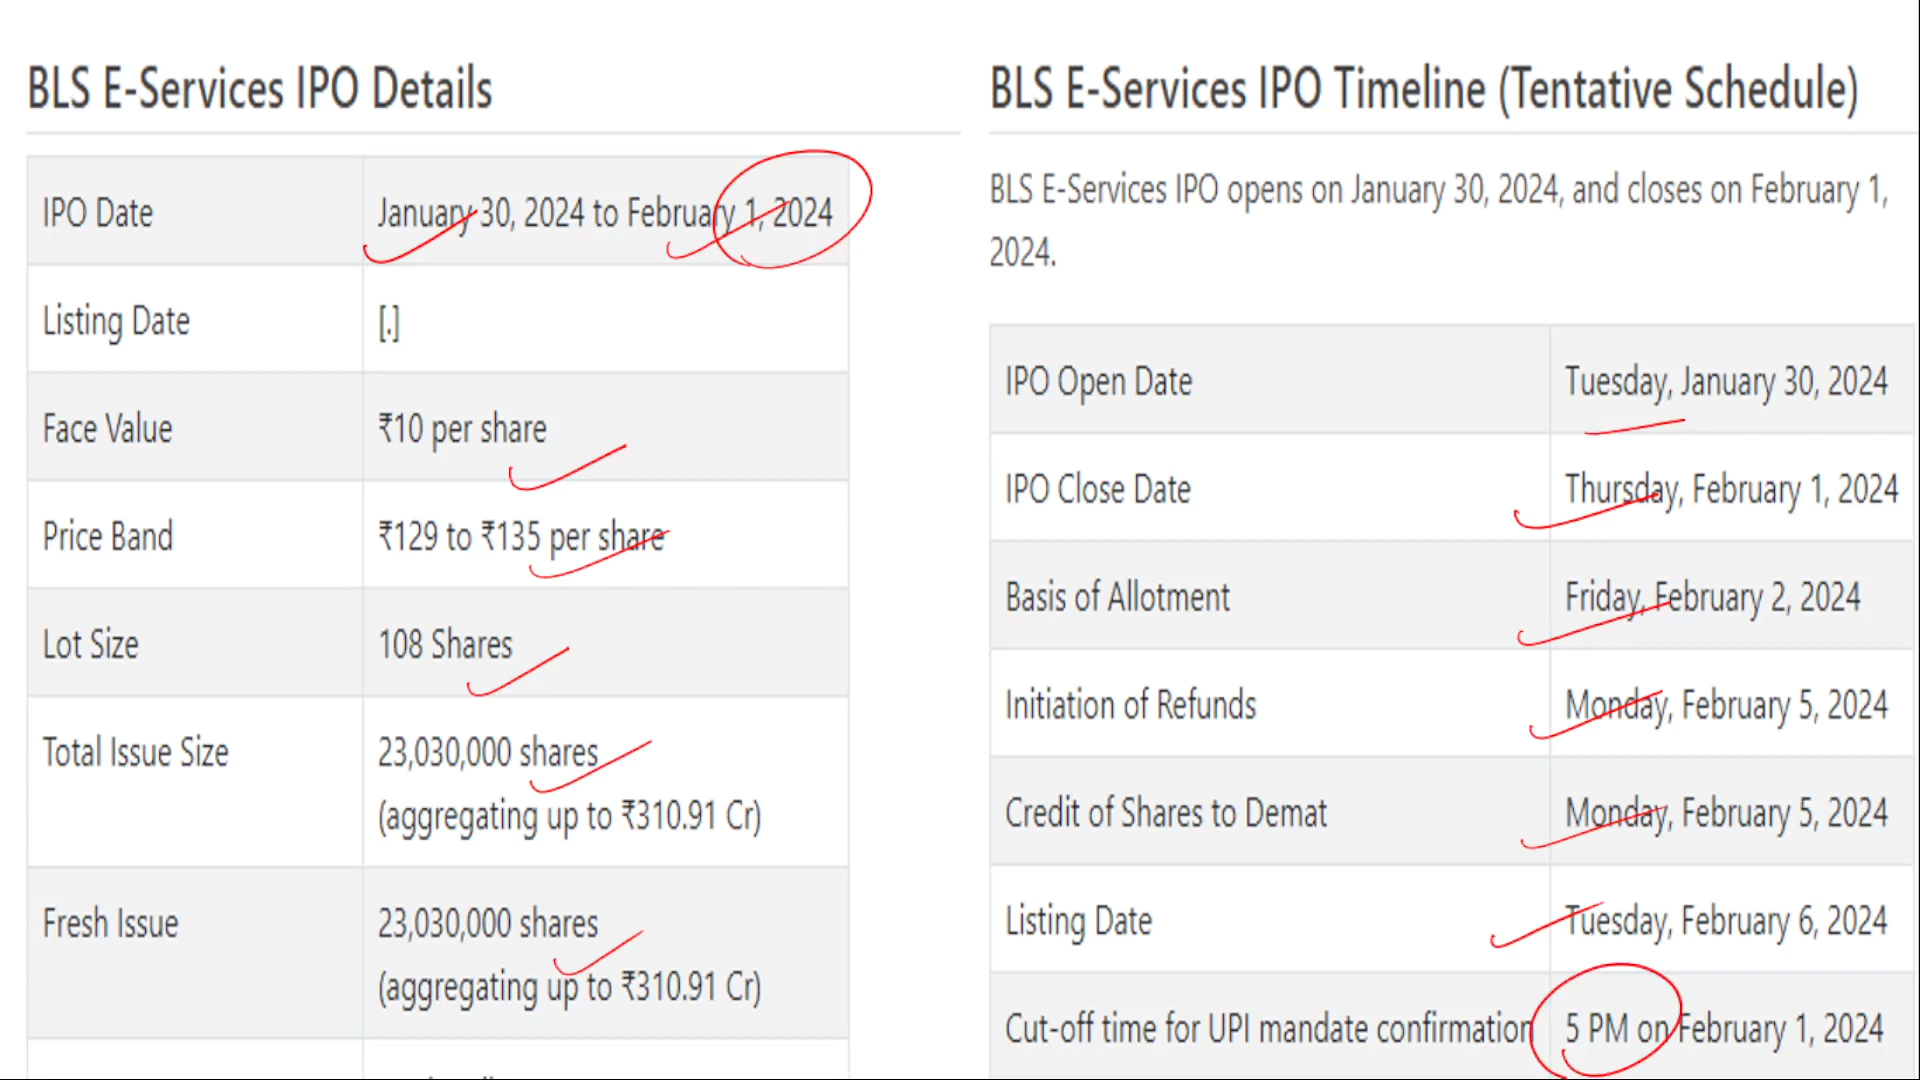 BLS E-Services IPO Details
IPO Date January 30, 2024 to February 1, 2024
Listing Date [.]
Face Value ₹10 per share
Price Band ₹129 to ₹135 per share
Lot Size 108 Shares
Total Issue Size 23,030,000 shares
(aggregating up to ₹310.91 Cr)
Fresh Issue 23,030,000 shares
(aggregating up to ₹310.91 Cr)
BLS E-Services IPO Timeline (Tentative Schedule)
BLS E-Services IPO opens on January 30, 2024, and closes on February 1,
2024.
IPO Open Date Tuesday, January 30, 2024
IPO Close Date Thursday, February 1, 2024
Basis of Allotment Friday, February 2, 2024
Initiation of Refunds Monday, February 5, 2024
Credit of Shares to Demat Monday, February 5, 2024
Listing Date Tuesday, February 6, 2024
Cut-off time for UPI mandate confirmation 5 PM on February 1, 2024